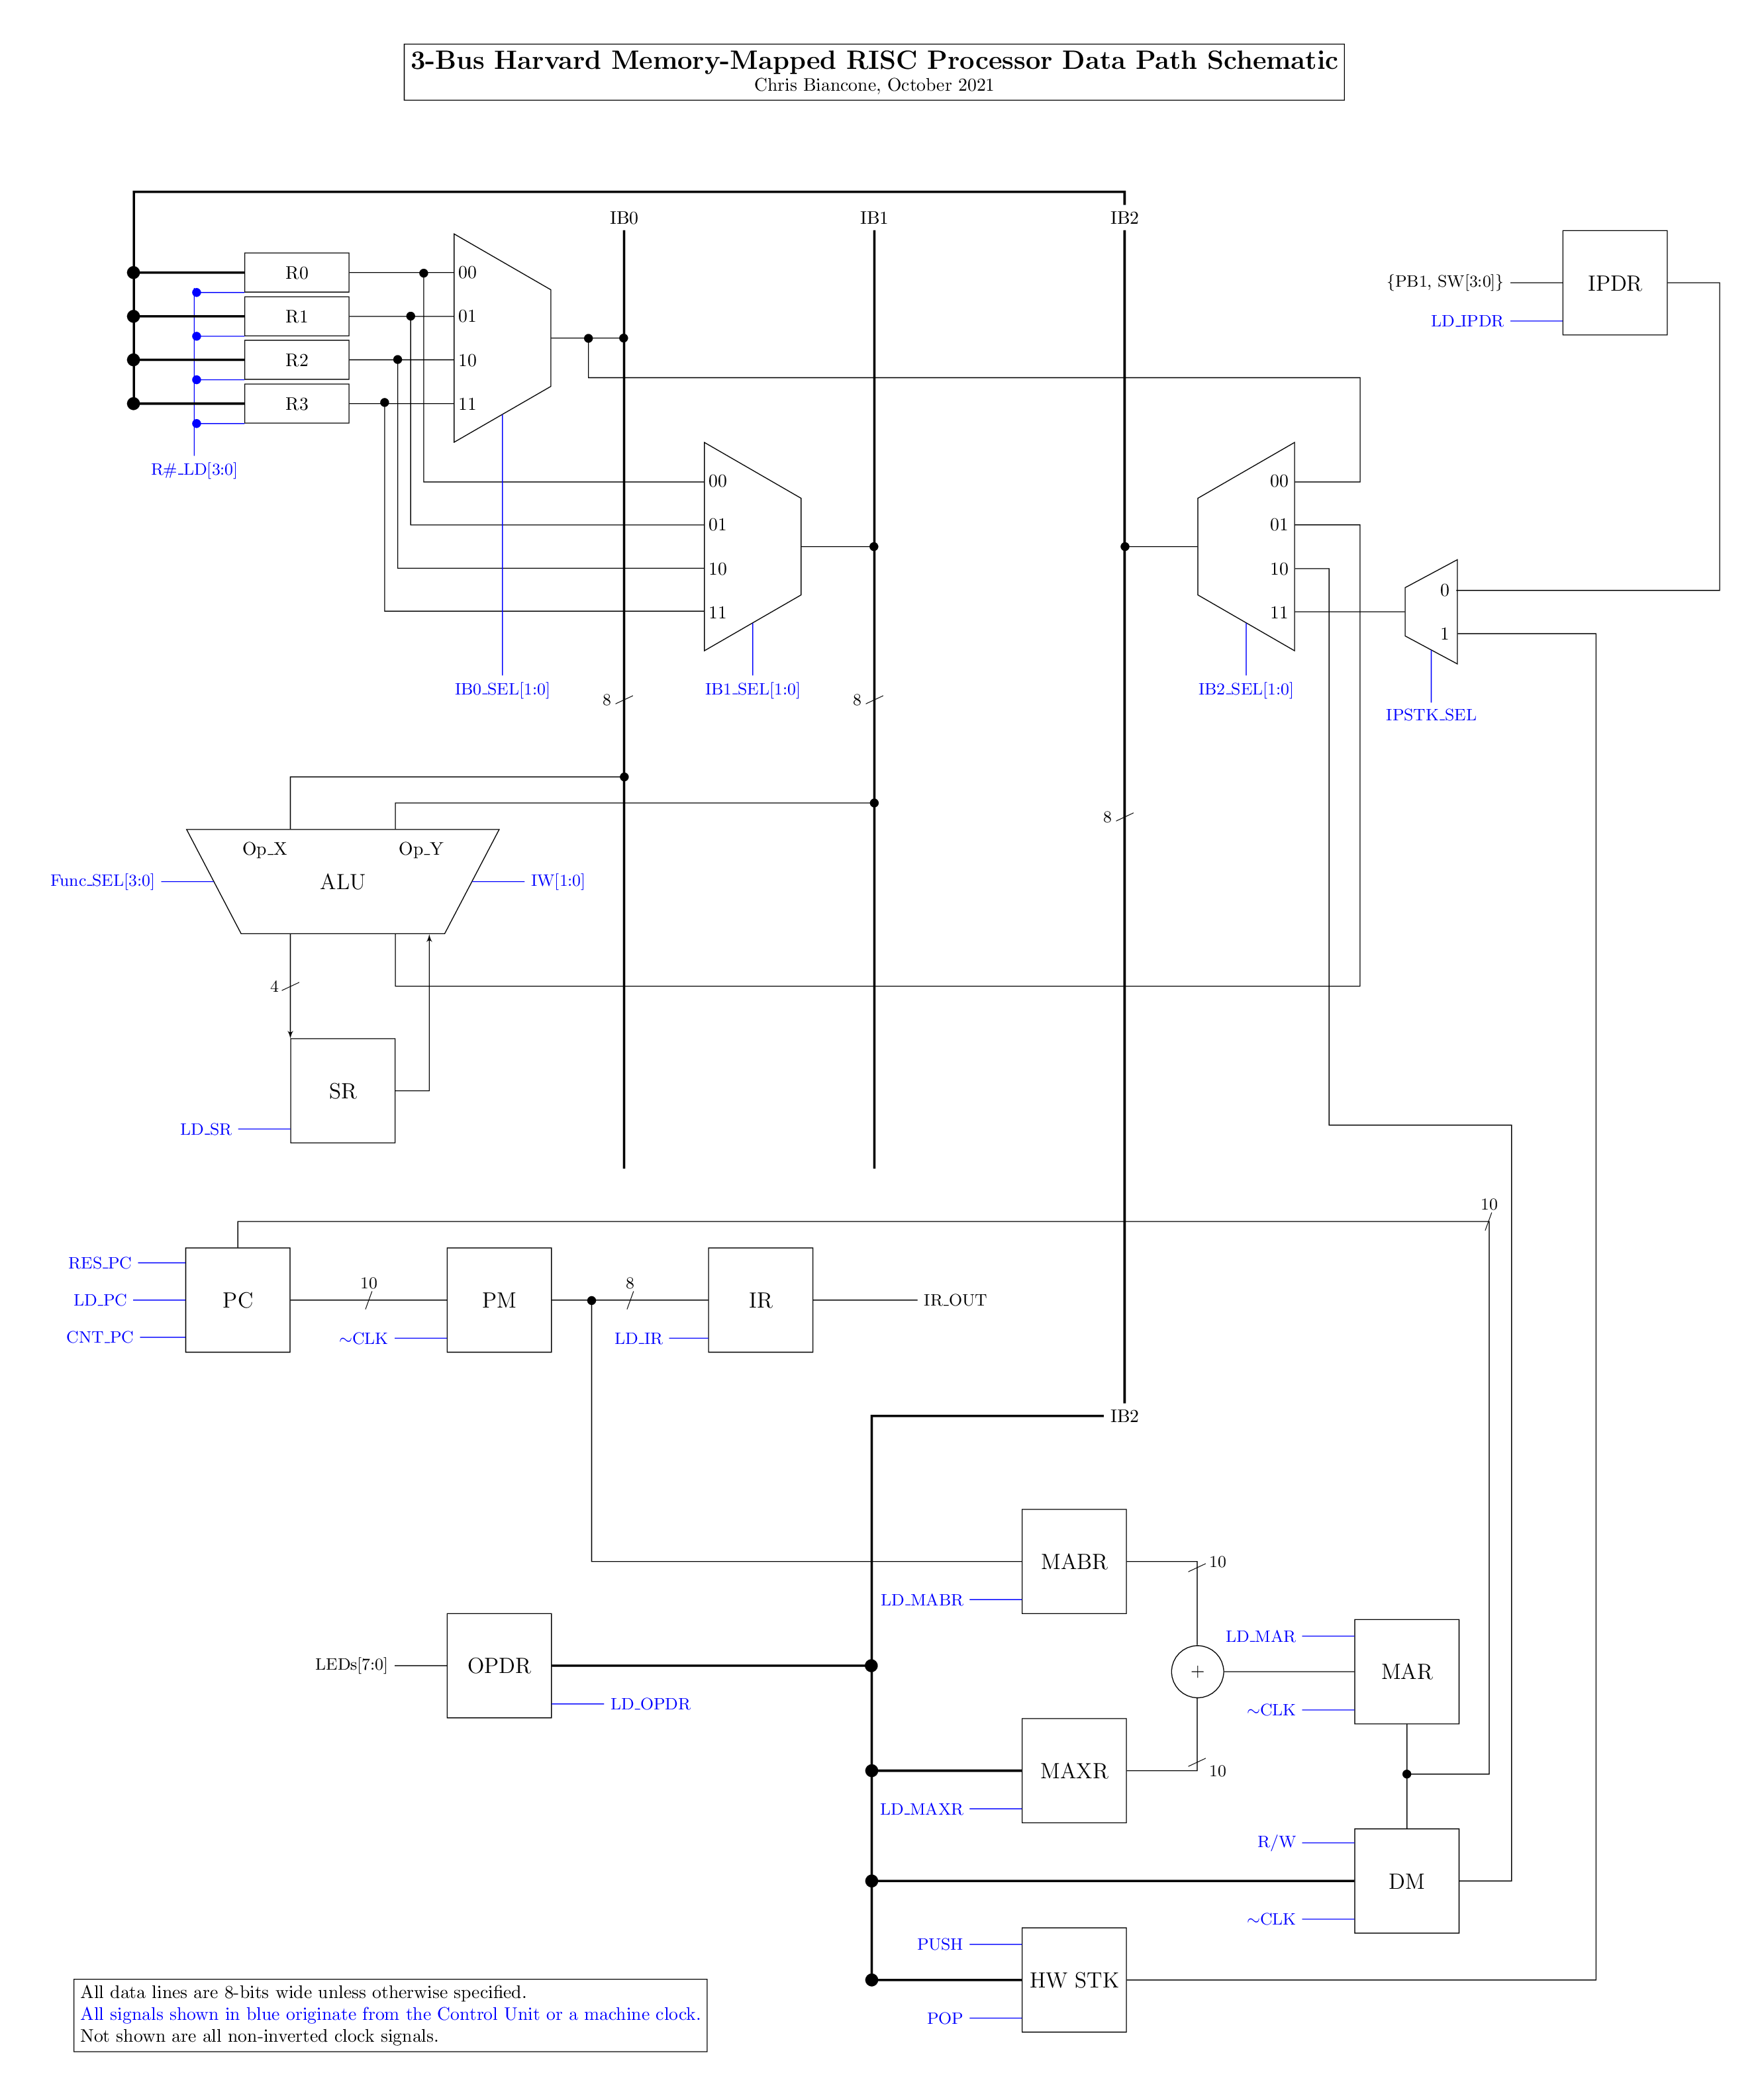 3-Bus Harvard Memory-Mapped RISC Processor Data Path Schematic
Chris Biancone, October 2021
IB0
IB1
IB2
R0
00
{PB1, SW[3:0]}
IPDR
R1
01
LD_IPDR
R2
10
R3
11
R#_LD[3:0]
00
00
01
01
10
10
0
11
11
1
IB0_SEL[1:0]
8
IB1_SEL[1:0]
8
IB2_SEL[1:0]
IPSTK_SEL
8
Op_X
Op_Y
Func_SEL[3:0]
ALU
IW[1:0]
4
SR
LD_SR
10
RES_PC
10
8
LD_PC
PC
PM
IR
IR_OUT
CNT_PC
~CLK
LD_IR
IB2
MABR
10
LD_MABR
LD_MAR
LEDs[7:0]
OPDR
+
MAR
LD_OPDR
~CLK
MAXR
10
LD_MAXR
R/W
DM
~CLK
PUSH
HW STK
POP
All data lines are 8-bits wide unless otherwise specified.
All signals shown in blue originate from the Control Unit or a machine clock.
Not shown are all non-inverted clock signals.